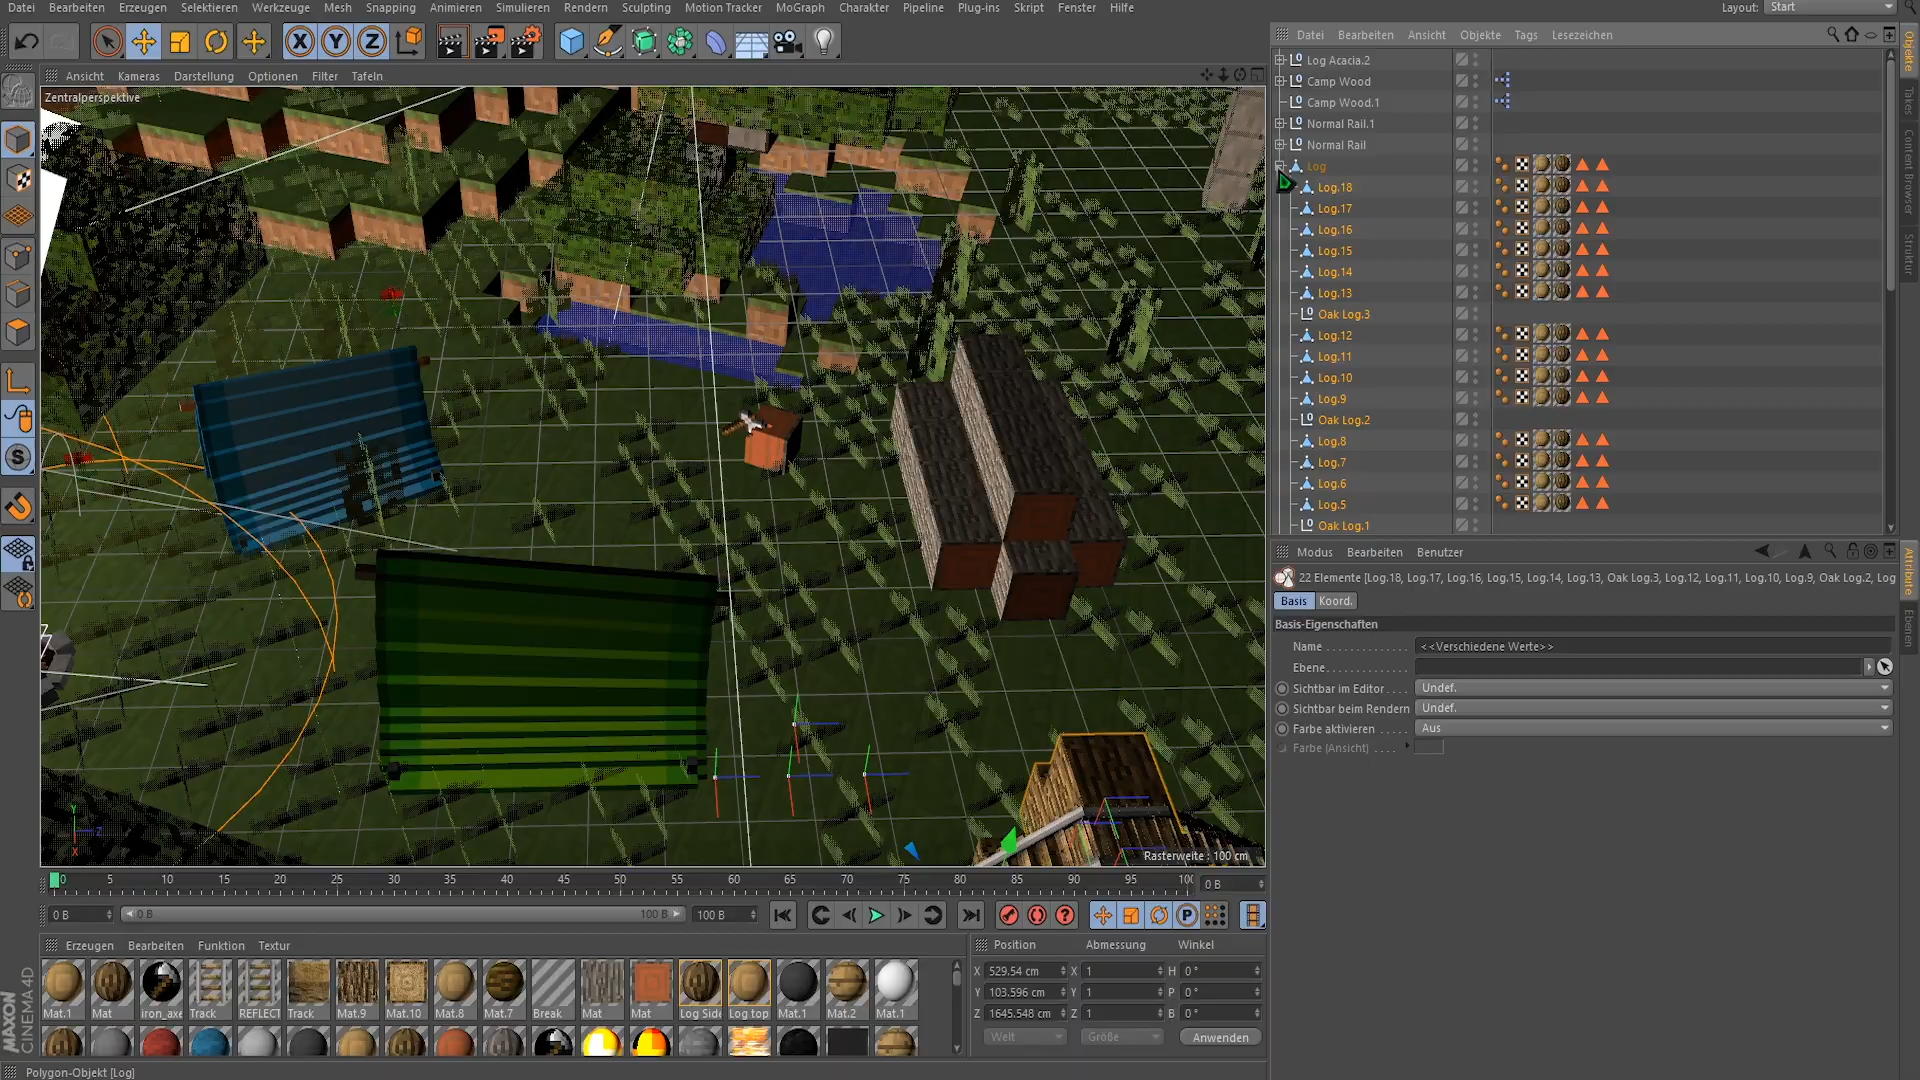 Datei Bearbeiten Erzeugen Selektieren Werkzeuge Mesh Snapping Animieren Simulieren Rendern Sculpting Motion Tracker MoGraph Charakter Pipeline Plug-ins Skript Fenster Hilfe Layout: Start
Datei Bearbeiten Ansicht Objekte Tags Lesezeichen
Objekte
Takes
Content Browser
Struktur
Ansicht Kameras Darstellung Optionen Filter Tafeln
Zentralperspektive
Log Acacia.2
Camp Wood
Camp Wood.1
Normal Rail.1
Normal Rail
Log
Log.18
Log.17
Log.16
Log.15
Log.14
Log.13
Oak Log.3
Log.12
Log.11
Log.10
Log.9
Oak Log.2
Log.8
Log.7
Log.6
Log.5
Oak Log.1
Modus Bearbeiten Benutzer
Attribute
Ebenen
22 Elemente [Log.18, Log.17, Log.16, Log.15, Log.14, Log.13, Oak Log.3, Log.12, Log.11, Log.10, Log.9, Oak Log.2, Log
Basis Koord.
Basis-Eigenschaften
Name . . . . . . . . . . . . . . <<Verschiedene Werte>>
Ebene. . . . . . . . . . . . . .
Sichtbar im Editor . . . . Undef.
Sichtbar beim Rendern Undef.
Farbe aktivieren . . . . . Aus
Farbe (Ansicht) . . . .
Y
Z
X
Rasterweite : 100 cm
0 5 10 15 20 25 30 35 40 45 50 55 60 65 70 75 80 85 90 95 100 0 B
0 B 0 B 100 B 100 B
Erzeugen Bearbeiten Funktion Textur
Position Abmessung Winkel
X 529.54 cm X 1 H 0 °
Y 103.596 cm Y 1 P 0 °
Z 1645.548 cm Z 1 B 0 °
Welt Größe Anwenden
Mat.1 Mat iron_axe Track REFLECT Track Mat.9 Mat.10 Mat.8 Mat.7 Break Mat Mat Log Side Log top Mat.1 Mat.2 Mat.1
MAXON
CINEMA 4D
Polygon-Objekt [Log]